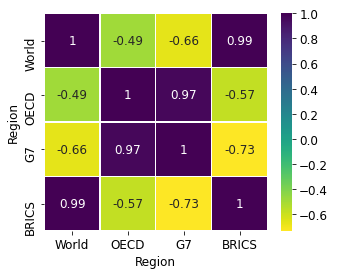 World 1 -0.49 -0.66 0.99
OECD -0.49 1 0.97 -0.57
G7 -0.66 0.97 1 -0.73
BRICS 0.99 -0.57 -0.73 1
World OECD G7 BRICS
Region
Region
1.0
0.8
0.6
0.4
0.2
0.0
−0.2
−0.4
−0.6